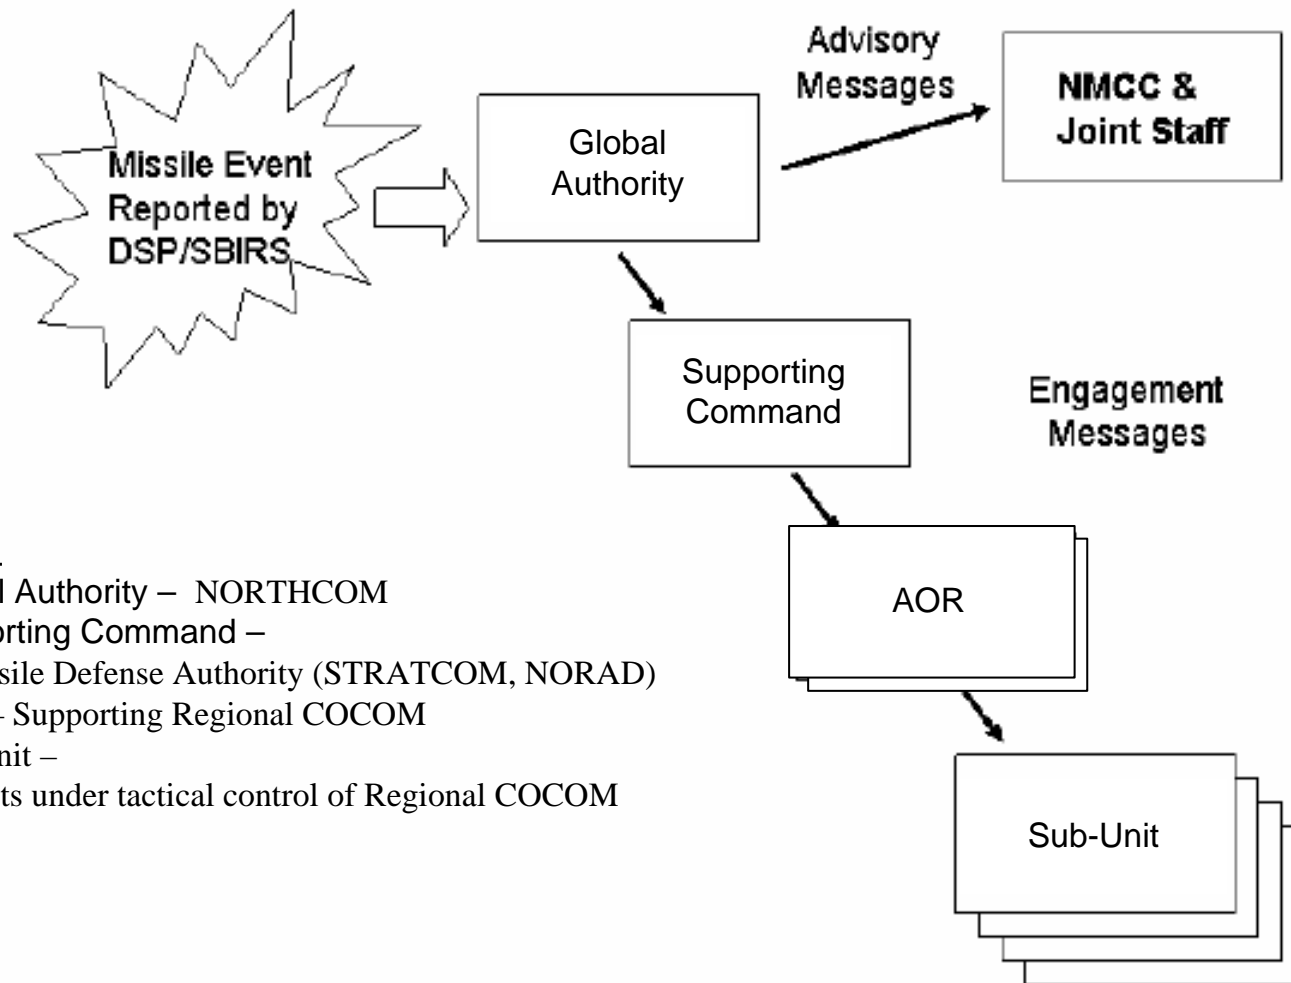 Missile Event
Reported by
DSP/SBIRS
Global
Authority
Advisory
Messages
NMCC &
Joint Staff
Supporting
Command
Engagement
Messages
AOR
Sub-Unit
Authority – NORTHCOM
orting Command –
sile Defense Authority (STRATCOM, NORAD)
– Supporting Regional COCOM
nit –
ts under tactical control of Regional COCOM